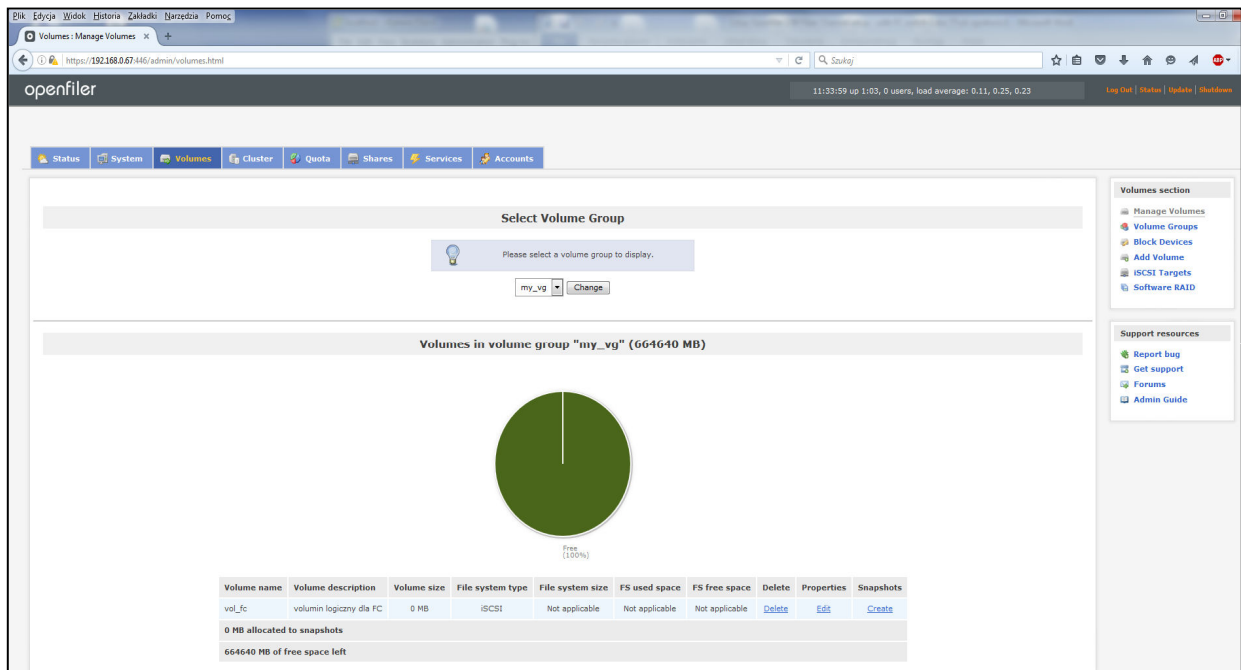 Plik Edycja Widok Historia Zakładki Narzędzia Pomoc
Volumes : Manage Volumes × +
https://192.168.0.67:446/admin/volumes.html
Szukaj
ABP
openfiler
11:33:59 up 1:03, 0 users, load average: 0.11, 0.25, 0.23
Log Out | Status | Update | Shutdown
Status System Volumes Cluster Quota Shares Services Accounts
Select Volume Group
Please select a volume group to display.
my_vg Change
Volumes in volume group "my_vg" (664640 MB)
Free
(100%)
Volume name Volume description Volume size File system type File system size FS used space FS free space Delete Properties Snapshots
vol_fc volumin logiczny dla FC 0 MB iSCSI Not applicable Not applicable Not applicable Delete Edit Create
0 MB allocated to snapshots
664640 MB of free space left
Volumes section
Manage Volumes
Volume Groups
Block Devices
Add Volume
iSCSI Targets
Software RAID
Support resources
Report bug
Get support
Forums
Admin Guide